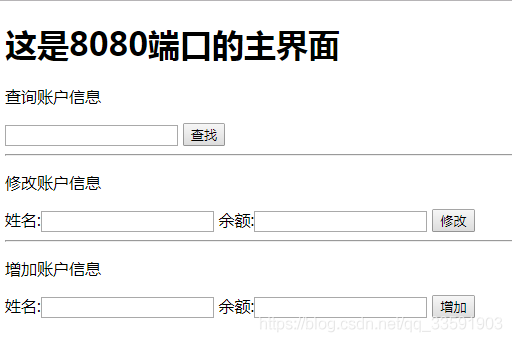 这是8080端口的主界面
查询账户信息
查找
修改账户信息
姓名: 余额: 修改
增加账户信息
姓名: 余额: 增加
https://blog.csdn.net/qq_33591903